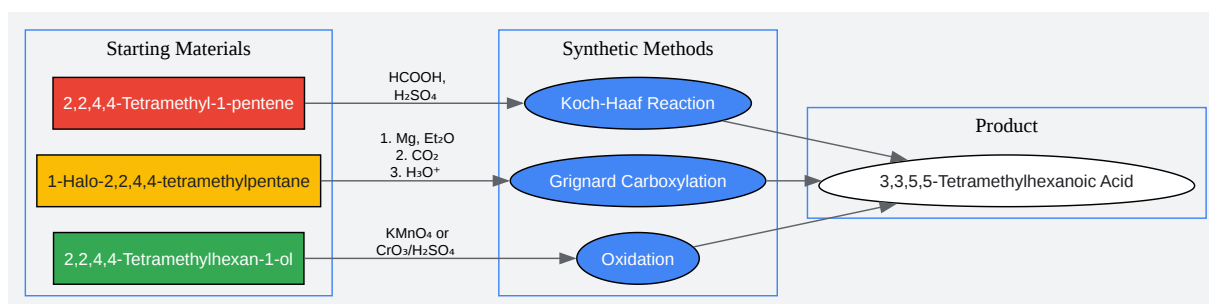 Starting Materials
Synthetic Methods
Product
2,2,4,4-Tetramethyl-1-pentene
HCOOH,
H₂SO₄
Koch-Haaf Reaction
1-Halo-2,2,4,4-tetramethylpentane
1. Mg, Et₂O
2. CO₂
3. H₃O⁺
Grignard Carboxylation
3,3,5,5-Tetramethylhexanoic Acid
2,2,4,4-Tetramethylhexan-1-ol
KMnO₄ or
CrO₃/H₂SO₄
Oxidation